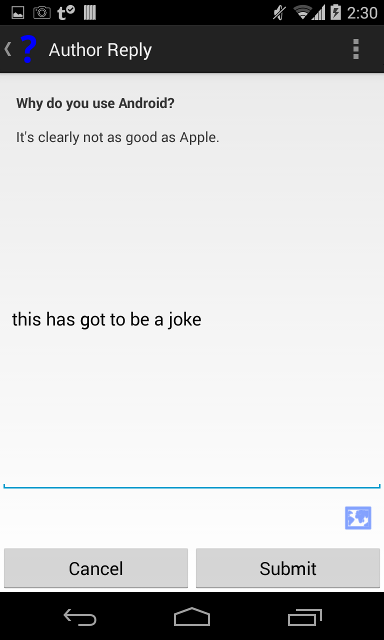 2:30
Author Reply
Why do you use Android?
It's clearly not as good as Apple.
this has got to be a joke
Cancel
Submit